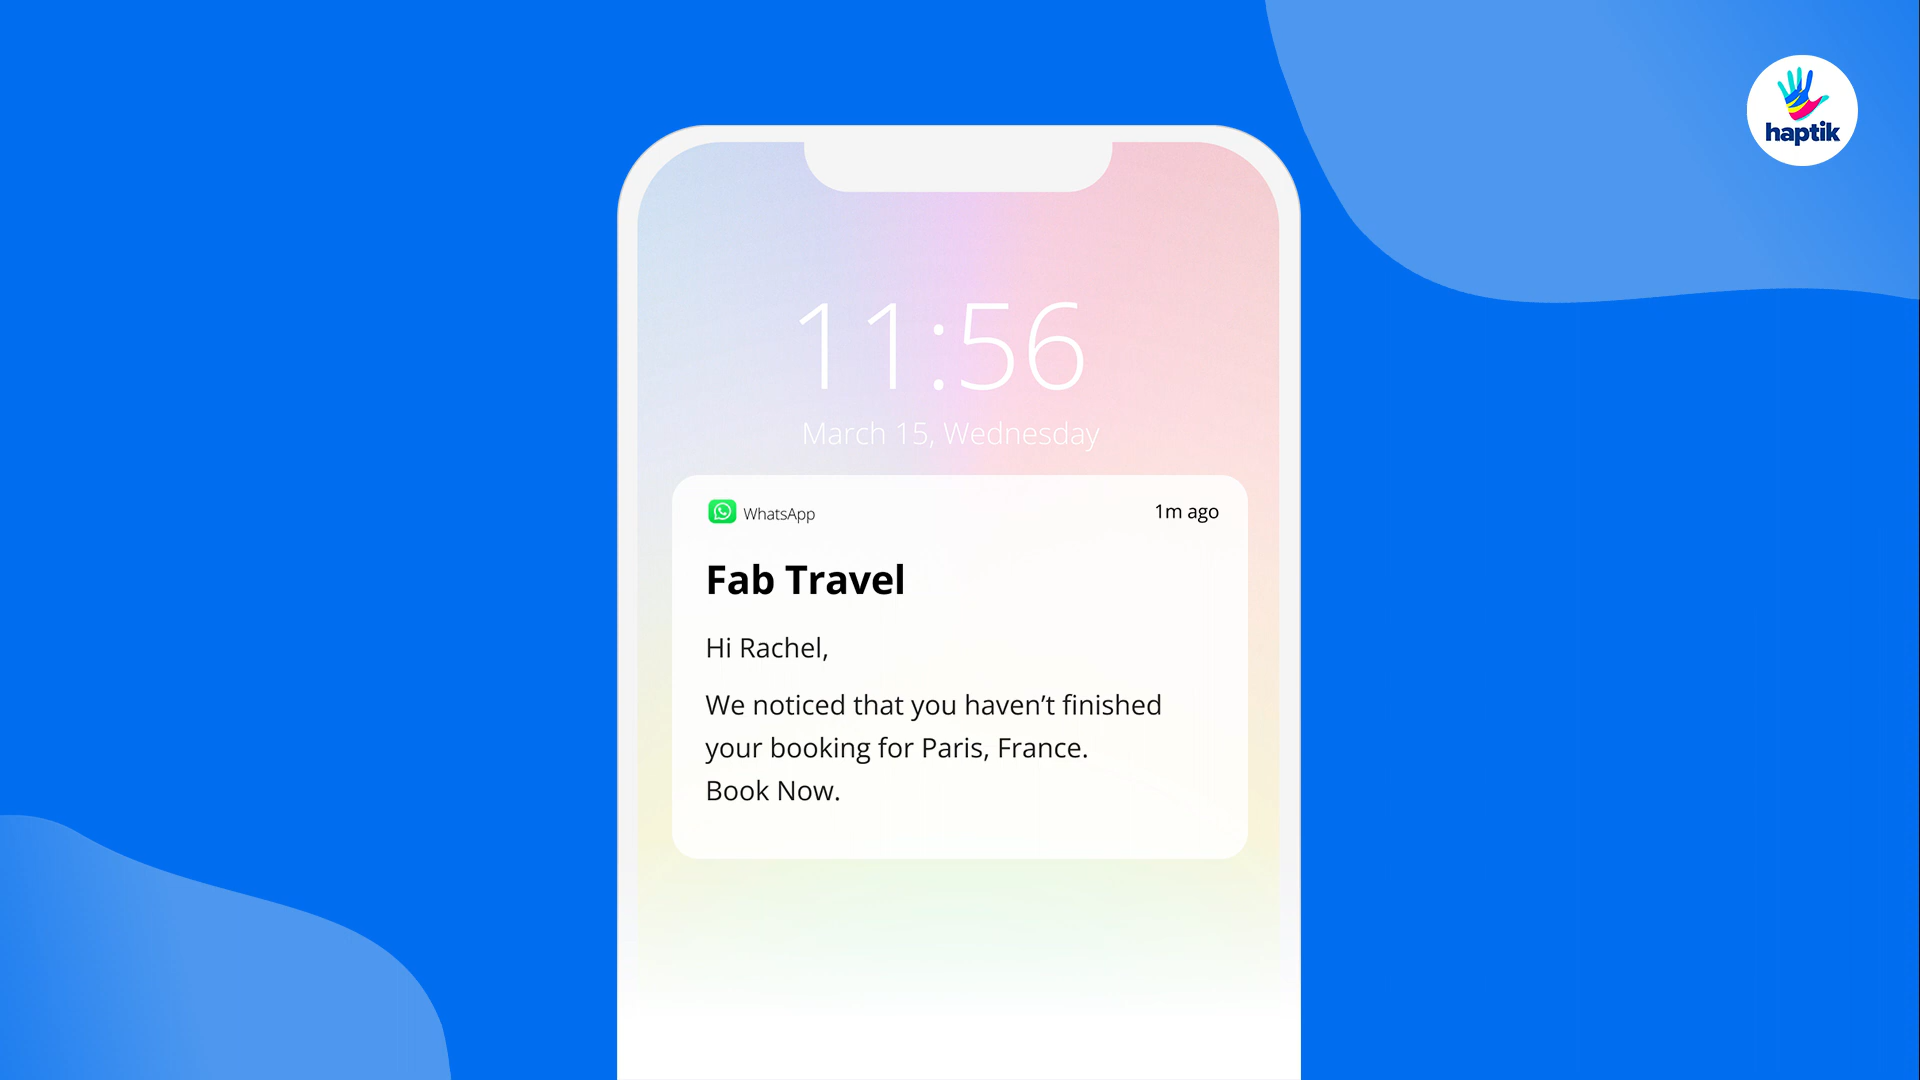 haptik
11:56
March 15, Wednesday
WhatsApp 1m ago
Fab Travel
Hi Rachel,
We noticed that you haven’t finished
your booking for Paris, France.
Book Now.